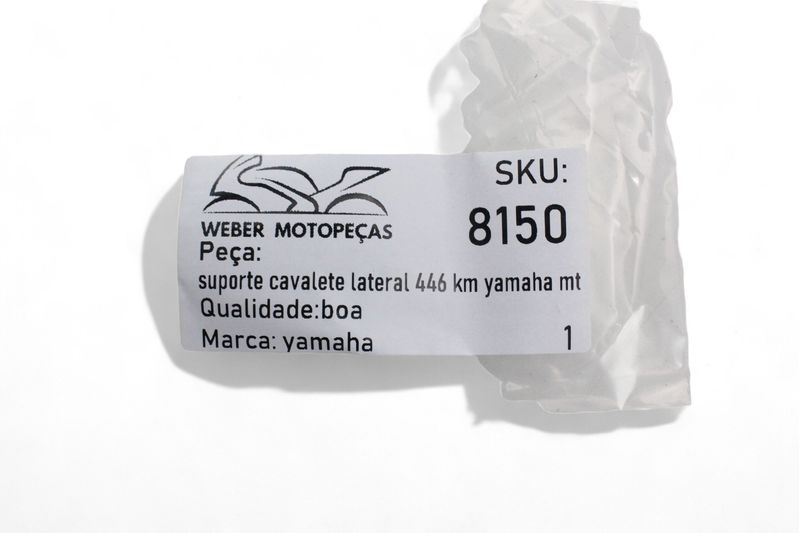 WEBER MOTOPEÇAS
SKU:
8150
Peça:
suporte cavalete lateral 446 km yamaha mt
Qualidade:boa
Marca: yamaha
1